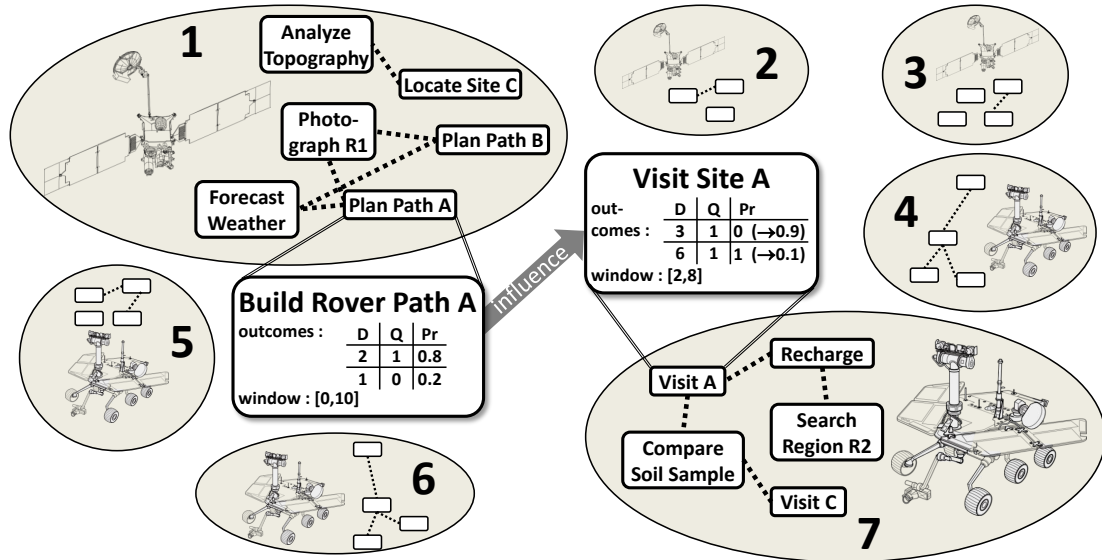 1
Analyze
Topography
Locate Site C
Photo-
graph R1
Plan Path B
Forecast
Weather
Plan Path A
2
3
4
5
6
Build Rover Path A
outcomes :
D Q Pr
2 1 0.8
1 0 0.2
window : [0,10]
influence
Visit Site A
out-
comes :
D Q Pr
3 1 0 (→0.9)
6 1 1 (→0.1)
window : [2,8]
Visit A
Recharge
Search
Region R2
Compare
Soil Sample
Visit C
7